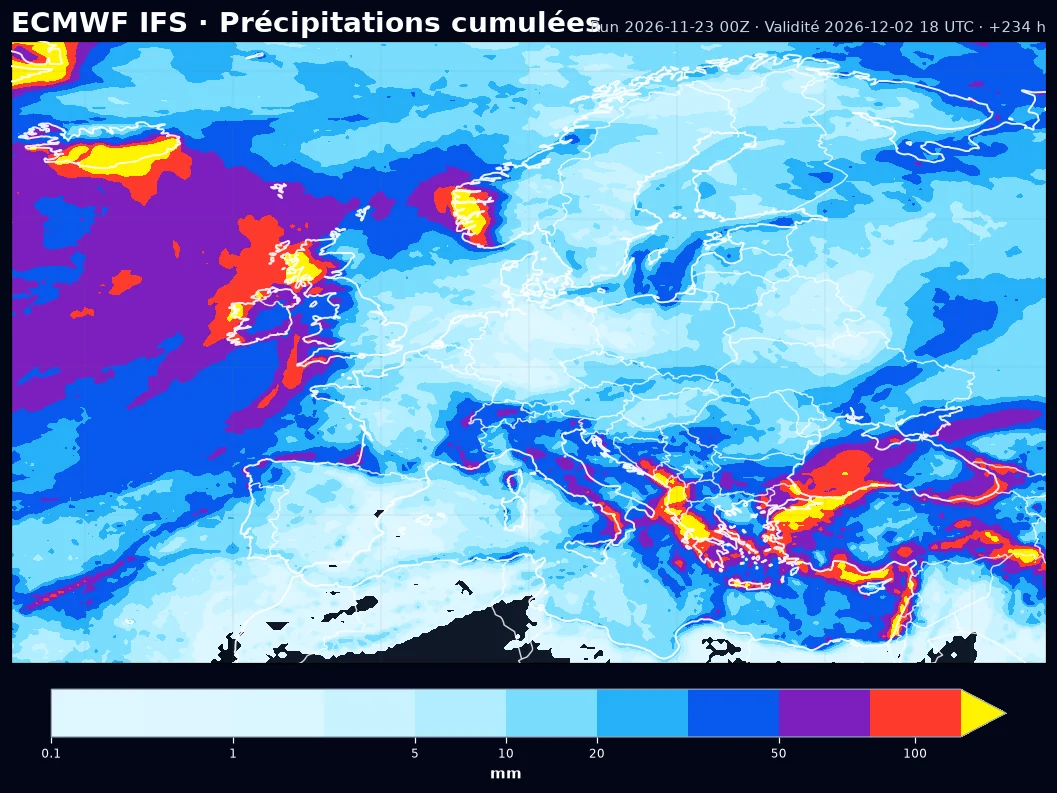 ECMWF IFS · Précipitations cumulées
Run 2026-11-23 00Z · Validité 2026-12-02 18 UTC · +234 h
0.1 1 5 10 20 50 100
mm